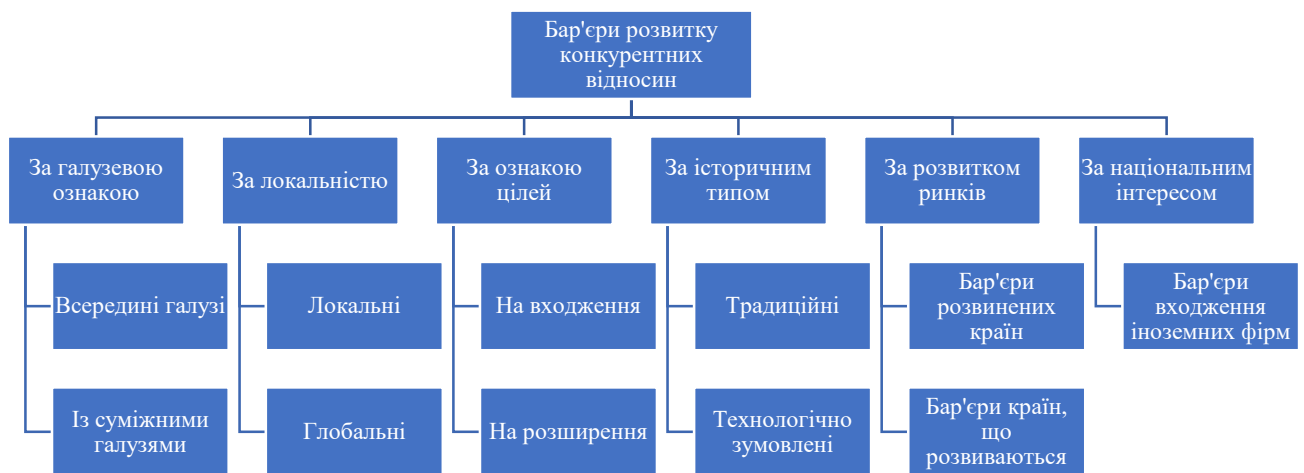 Бар'єри розвитку
конкурентних
відносин
За галузевою
ознакою
За локальністю
За ознакою
цілей
За історичним
типом
За розвитком
ринків
За національним
інтересом
Всередині галузі
Локальні
На входження
Традиційні
Бар'єри
розвинених
країн
Бар'єри
входження
іноземних фірм
Із суміжними
галузями
Глобальні
На розширення
Технологічно
зумовлені
Бар'єри країн,
що
розвиваються